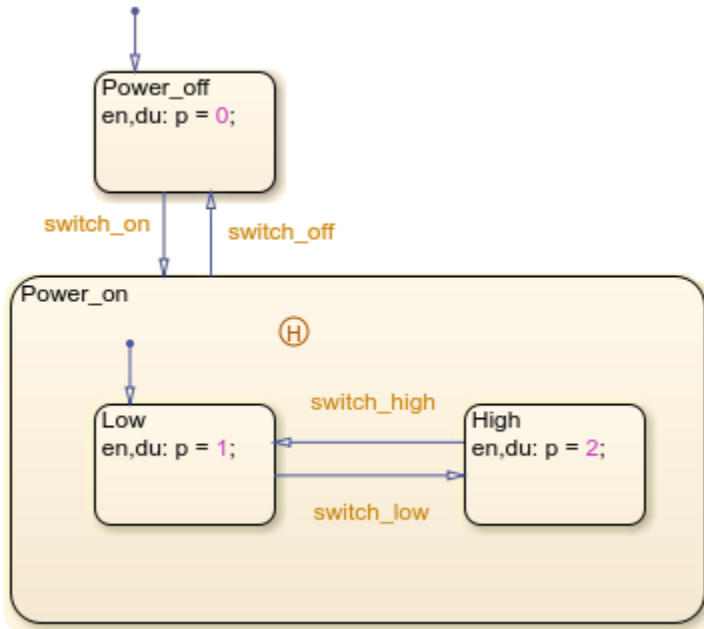 Power_off
en,du: p = 0;
switch_on
switch_off
Power_on
H
switch_high
Low
en,du: p = 1;
High
en,du: p = 2;
switch_low